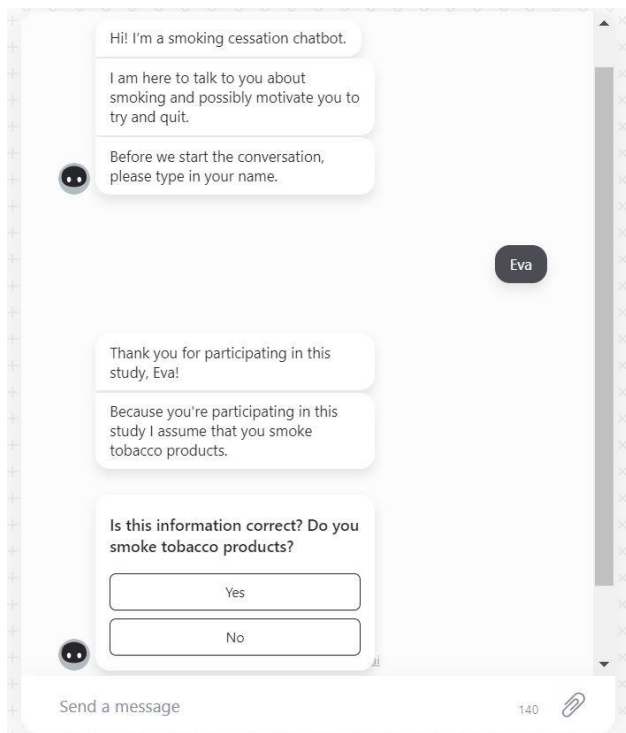 Hi! I'm a smoking cessation chatbot.
I am here to talk to you about
smoking and possibly motivate you to
try and quit.
Before we start the conversation,
please type in your name.
Eva
Thank you for participating in this
study, Eva!
Because you're participating in this
study I assume that you smoke
tobacco products.
Is this information correct? Do you
smoke tobacco products?
Yes
No
ai
Send a message
140